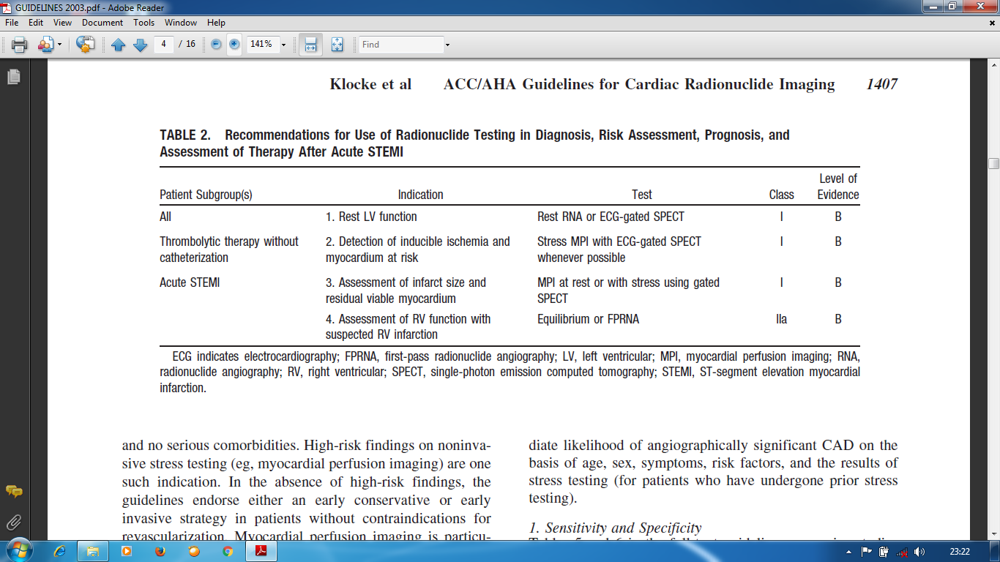 GUIDELINES 2003.pdf - Adobe Reader
File Edit View Document Tools Window Help
4 / 16 141% Find
Klocke et al ACC/AHA Guidelines for Cardiac Radionuclide Imaging 1407
TABLE 2. Recommendations for Use of Radionuclide Testing in Diagnosis, Risk Assessment, Prognosis, and
Assessment of Therapy After Acute STEMI
Level of
Patient Subgroup(s) Indication Test Class Evidence
All 1. Rest LV function Rest RNA or ECG-gated SPECT I B
Thrombolytic therapy without 2. Detection of inducible ischemia and Stress MPI with ECG-gated SPECT I B
catheterization myocardium at risk whenever possible
Acute STEMI 3. Assessment of infarct size and MPI at rest or with stress using gated I B
residual viable myocardium SPECT
4. Assessment of RV function with Equilibrium or FPRNA IIa B
suspected RV infarction
ECG indicates electrocardiography; FPRNA, first-pass radionuclide angiography; LV, left ventricular; MPI, myocardial perfusion imaging; RNA,
radionuclide angiography; RV, right ventricular; SPECT, single-photon emission computed tomography; STEMI, ST-segment elevation myocardial
infarction.
and no serious comorbidities. High-risk findings on noninva-
sive stress testing (eg, myocardial perfusion imaging) are one
such indication. In the absence of high-risk findings, the
guidelines endorse either an early conservative or early
invasive strategy in patients without contraindications for
revascularization. Myocardial perfusion imaging is particu-
diate likelihood of angiographically significant CAD on the
basis of age, sex, symptoms, risk factors, and the results of
stress testing (for patients who have undergone prior stress
testing).
1. Sensitivity and Specificity
23:22